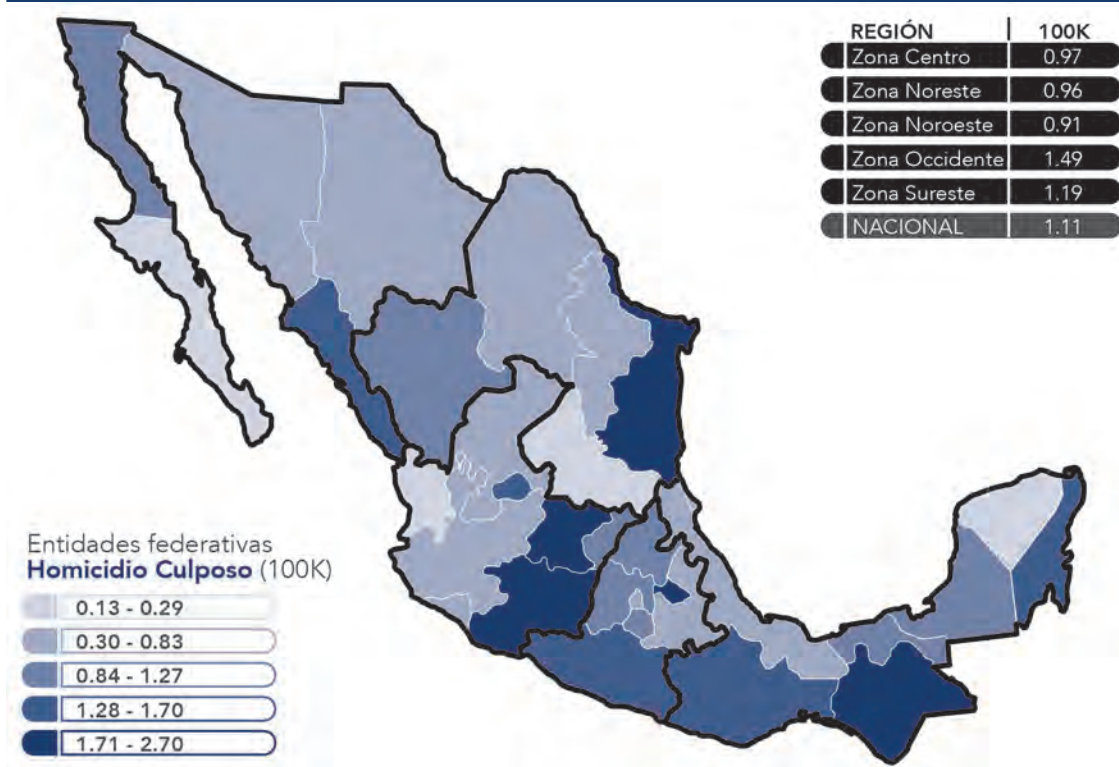 REGIÓN 100K
Zona Centro 0.97
Zona Noreste 0.96
Zona Noroeste 0.91
Zona Occidente 1.49
Zona Sureste 1.19
NACIONAL 1.11
Entidades federativas
Homicidio Culposo (100K)
0.13 - 0.29
0.30 - 0.83
0.84 - 1.27
1.28 - 1.70
1.71 - 2.70